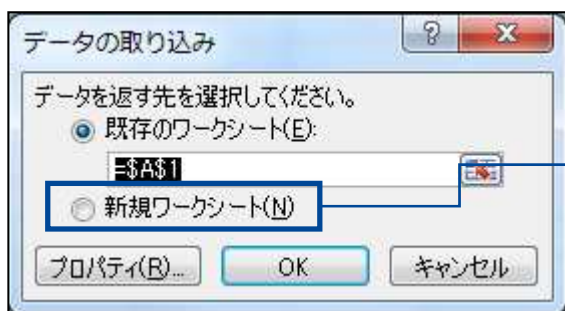 データの取り込み
データを返す先を選択してください。
既存のワークシート(E):
=$A$1
新規ワークシート(N)
プロパティ(R)... OK キャンセル